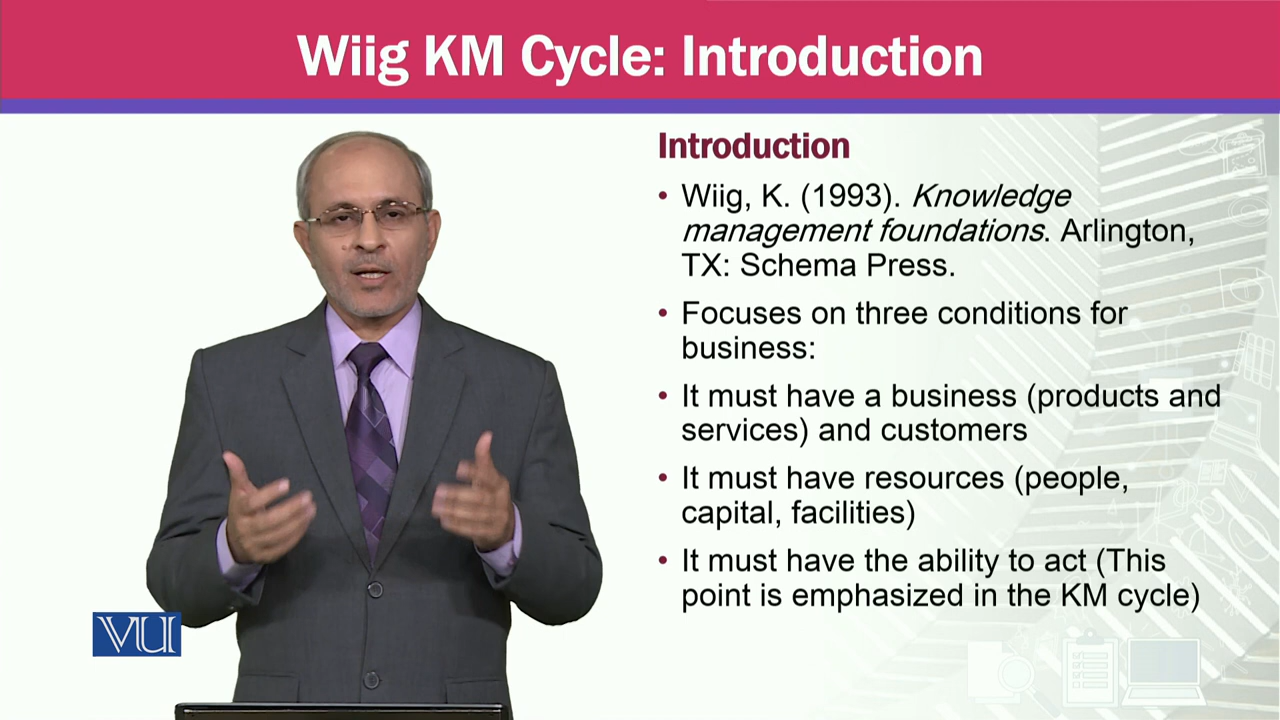 Wiig KM Cycle: Introduction
Introduction
• Wiig, K. (1993). Knowledge
management foundations. Arlington,
TX: Schema Press.
• Focuses on three conditions for
business:
• It must have a business (products and
services) and customers
• It must have resources (people,
capital, facilities)
• It must have the ability to act (This
point is emphasized in the KM cycle)
VU